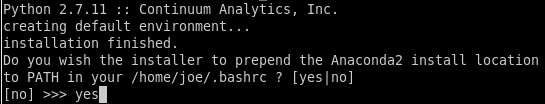 Python 2.7.11 :: Continuum Analytics, Inc.
creating default environment...
installation finished.
Do you wish the installer to prepend the Anaconda2 install location
to PATH in your /home/joe/.bashrc ? [yes|no]
[no] >>> yes